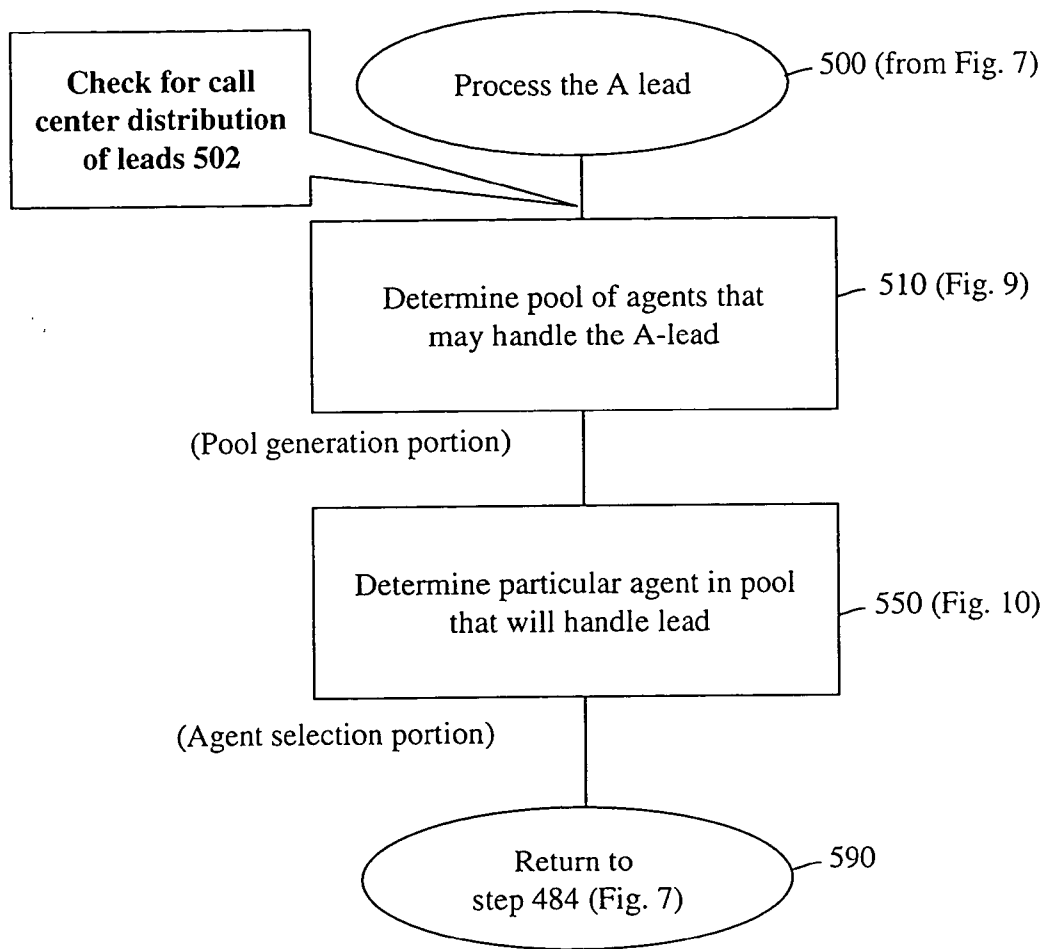 Check for call
center distribution
of leads 502
Process the A lead
500 (from Fig. 7)
Determine pool of agents that
may handle the A-lead
510 (Fig. 9)
(Pool generation portion)
Determine particular agent in pool
that will handle lead
550 (Fig. 10)
(Agent selection portion)
Return to
step 484 (Fig. 7)
590